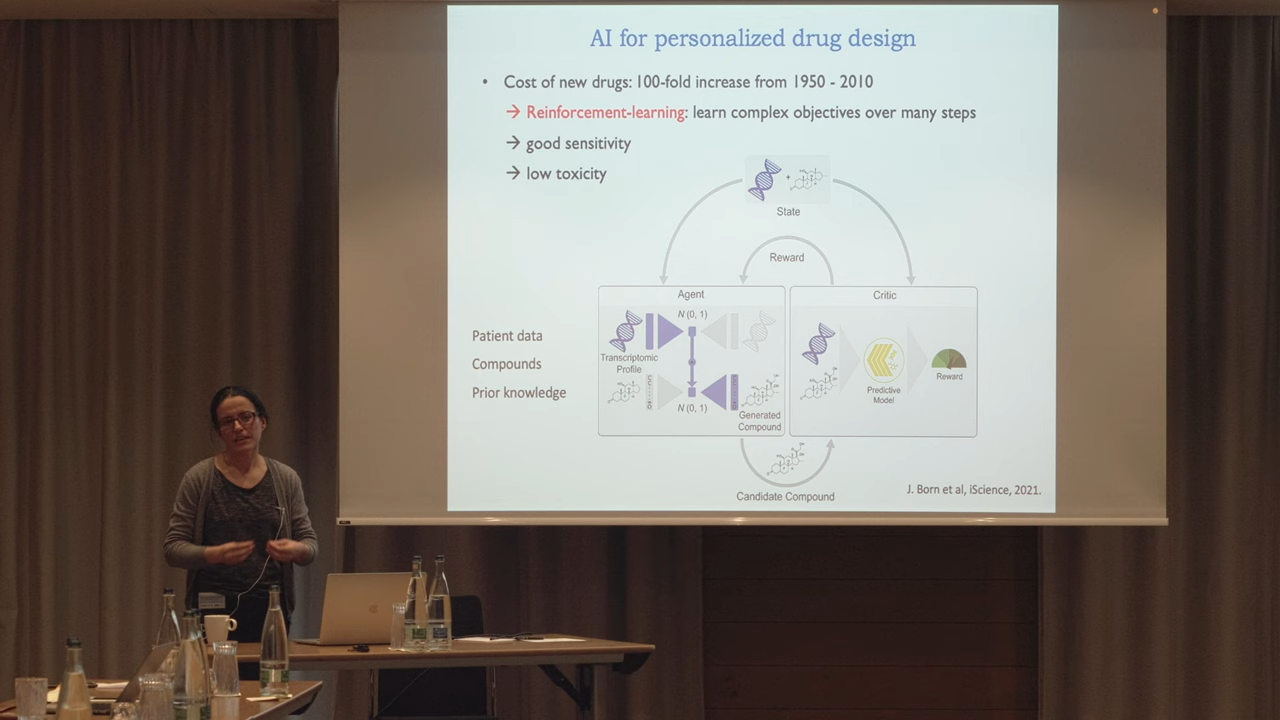 AI for personalized drug design
• Cost of new drugs: 100-fold increase from 1950 - 2010
→ Reinforcement-learning: learn complex objectives over many steps
→ good sensitivity
→ low toxicity
State
Reward
Agent
Critic
N (0, 1)
Patient data
Compounds
Prior knowledge
Transcriptomic
Profile
N (0, 1)
Generated
Compound
Predictive
Model
Reward
Candidate Compound
J. Born et al, iScience, 2021.